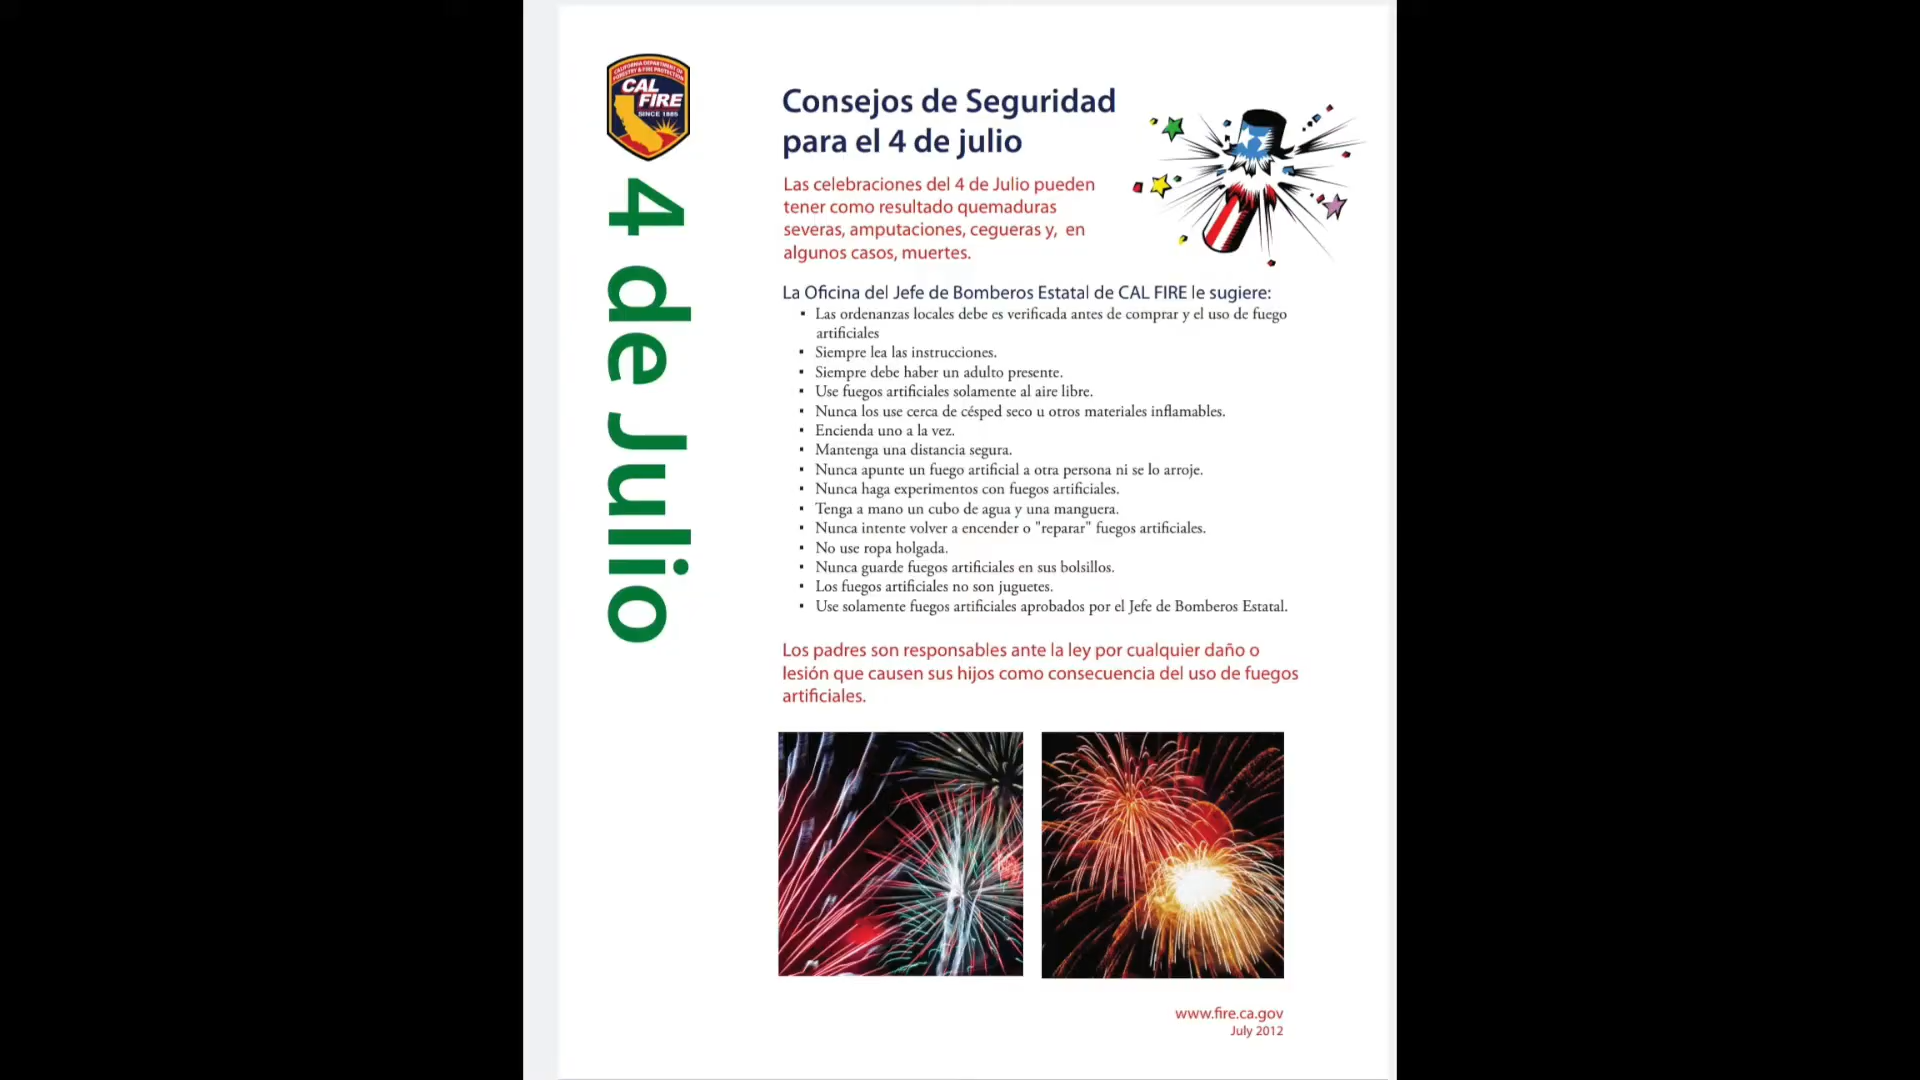 CALIFORNIA DEPARTMENT OF
FORESTRY & FIRE PROTECTION
CAL
FIRE
SINCE 1885
4 de Julio
Consejos de Seguridad
para el 4 de julio
Las celebraciones del 4 de Julio pueden
tener como resultado quemaduras
severas, amputaciones, cegueras y,  en
algunos casos, muertes.
La Oficina del Jefe de Bomberos Estatal de CAL FIRE le sugiere:
▪ Las ordenanzas locales debe es verificada antes de comprar y el uso de fuego
artificiales
▪ Siempre lea las instrucciones.
▪ Siempre debe haber un adulto presente.
▪ Use fuegos artificiales solamente al aire libre.
▪ Nunca los use cerca de césped seco u otros materiales inflamables.
▪ Encienda uno a la vez.
▪ Mantenga una distancia segura.
▪ Nunca apunte un fuego artificial a otra persona ni se lo arroje.
▪ Nunca haga experimentos con fuegos artificiales.
▪ Tenga a mano un cubo de agua y una manguera.
▪ Nunca intente volver a encender o "reparar" fuegos artificiales.
▪ No use ropa holgada.
▪ Nunca guarde fuegos artificiales en sus bolsillos.
▪ Los fuegos artificiales no son juguetes.
▪ Use solamente fuegos artificiales aprobados por el Jefe de Bomberos Estatal.
Los padres son responsables ante la ley por cualquier daño o
lesión que causen sus hijos como consecuencia del uso de fuegos
artificiales.
www.fire.ca.gov
July 2012